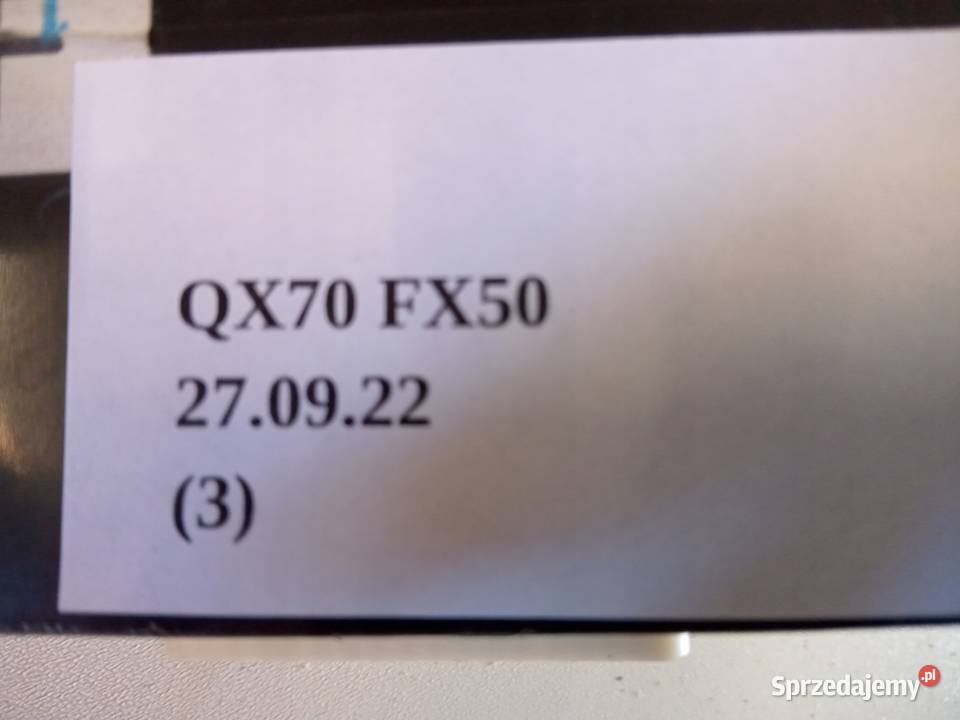 QX70 FX50
27.09.22
(3)
Sprzedajemy.pl